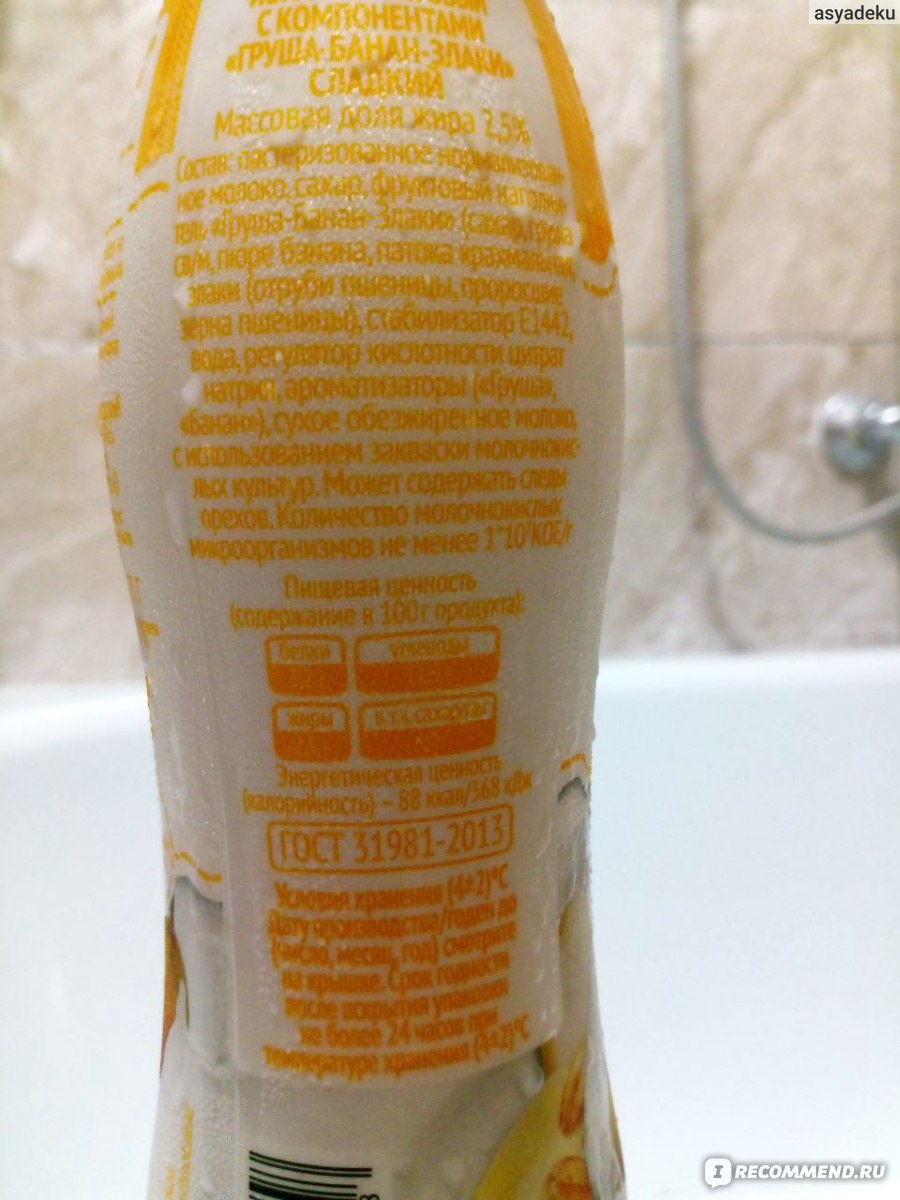 asyadeku
С КОМПОНЕНТАМИ
«ГРУША-БАНАН-ЗЛАКИ»
СЛАДКИЙ
Массовая доля жира 2,5%
Состав: пастеризованное нормализован-
ное молоко, сахар, фруктовый наполни-
тель «Груша-Банан-Злаки» (сахар, груша
св/м, пюре банана, патока крахмальная,
злаки (отруби пшеницы, проросшие
зерна пшеницы), стабилизатор Е1442,
вода, регулятор кислотности цитрат
натрия, ароматизаторы («Груша»,
«Банан»), сухое обезжиренное молоко,
с использованием закваски молочнокис-
лых культур. Может содержать следы
орехов. Количество молочнокислых
микроорганизмов не менее 1*10⁷КОЕ/г
Пищевая ценность
(содержание в 100г продукта):
белки углеводы
жиры в т.ч. сахарозы
Энергетическая ценность
(калорийность) – 88 ккал/368 кДж
ГОСТ 31981-2013
Условия хранения (4±2)°С
Дату производства/годен до
(число, месяц, год) смотрите
на крышке. Срок годности
после вскрытия упаковки
не более 24 часов при
температуре хранения (4±2)°С
8
I RECOMMEND.RU